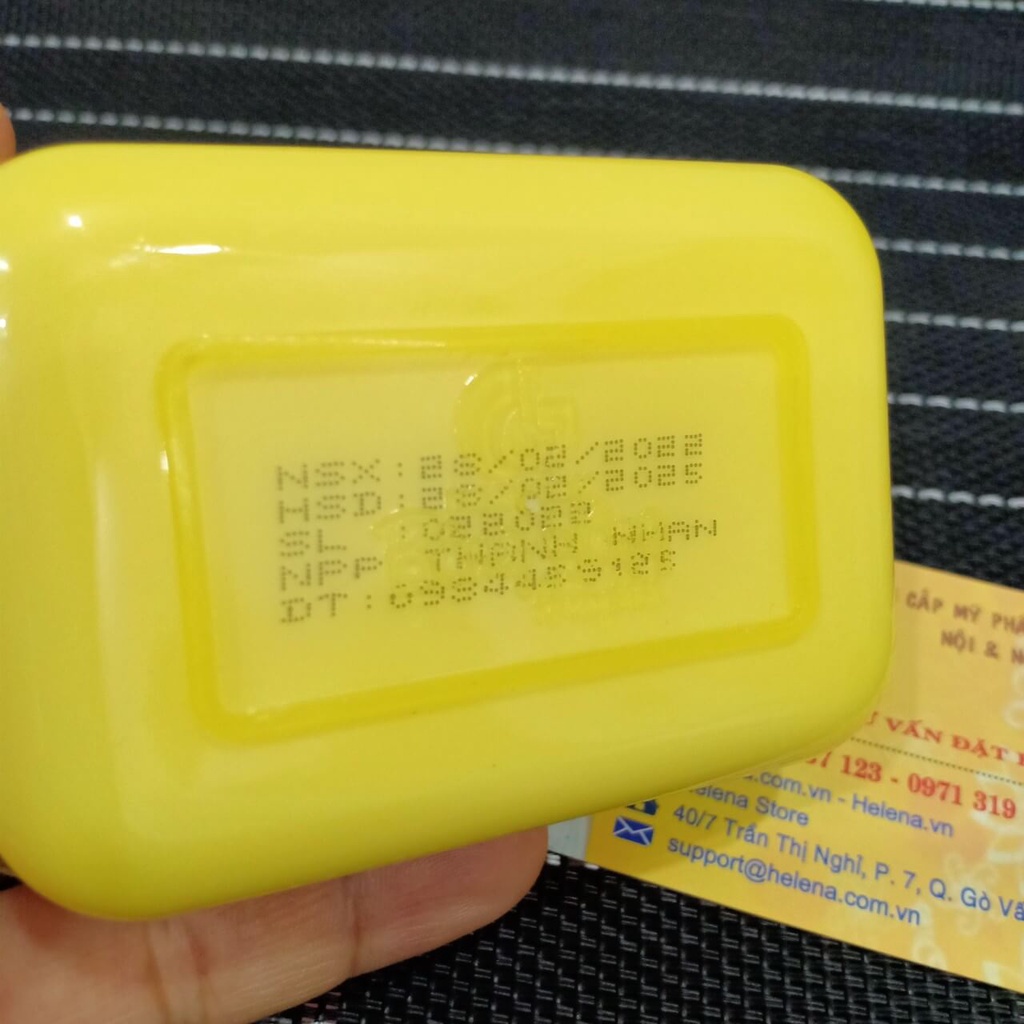 NSX:28/02/2022
HSD:28/02/2025
SL :022022
NPP THANH NHAN
DT:
CẤP MỸ PHẨ
NỘI &
VẤN ĐẶT
123 - 0971 319
.com.vn - Helena.vn
Helena Store
40/7 Trần Thị Nghỉ, P. 7, Q. Gò Vấ
support@helena.com.vn